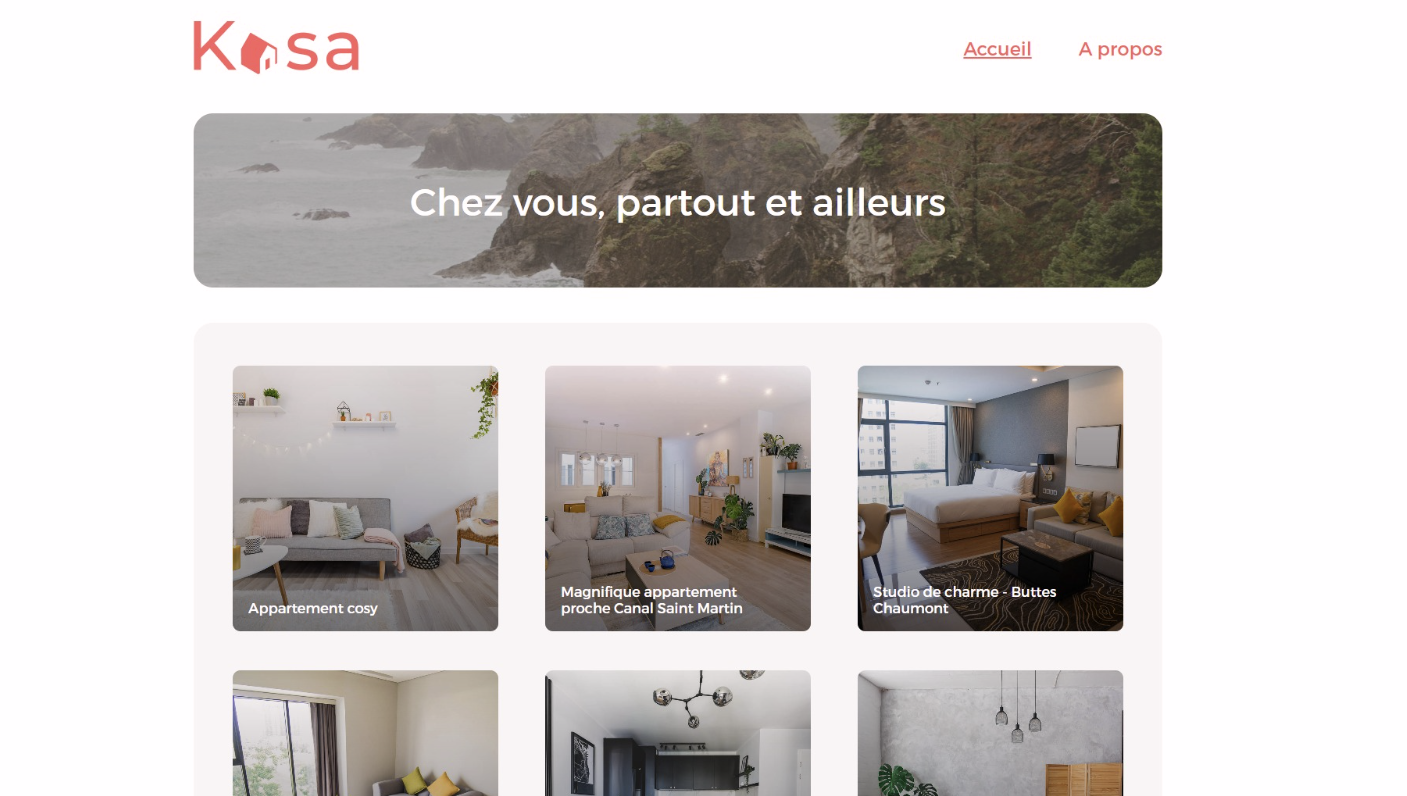 Kasa
Accueil
A propos
Chez vous, partout et ailleurs
Appartement cosy
Magnifique appartement
proche Canal Saint Martin
Studio de charme - Buttes
Chaumont